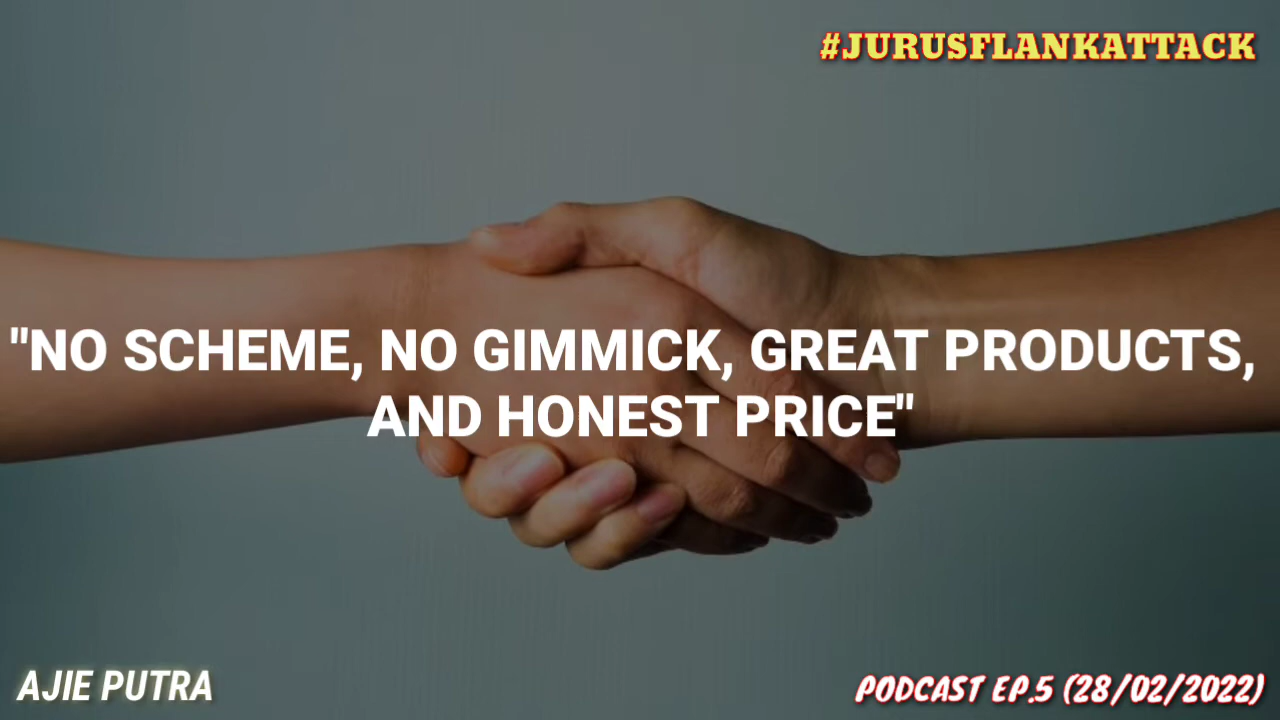 #JURUSFLANKATTACK
"NO SCHEME, NO GIMMICK, GREAT PRODUCTS,
AND HONEST PRICE"
AJIE PUTRA
PODCAST EP.5 (28/02/2022)